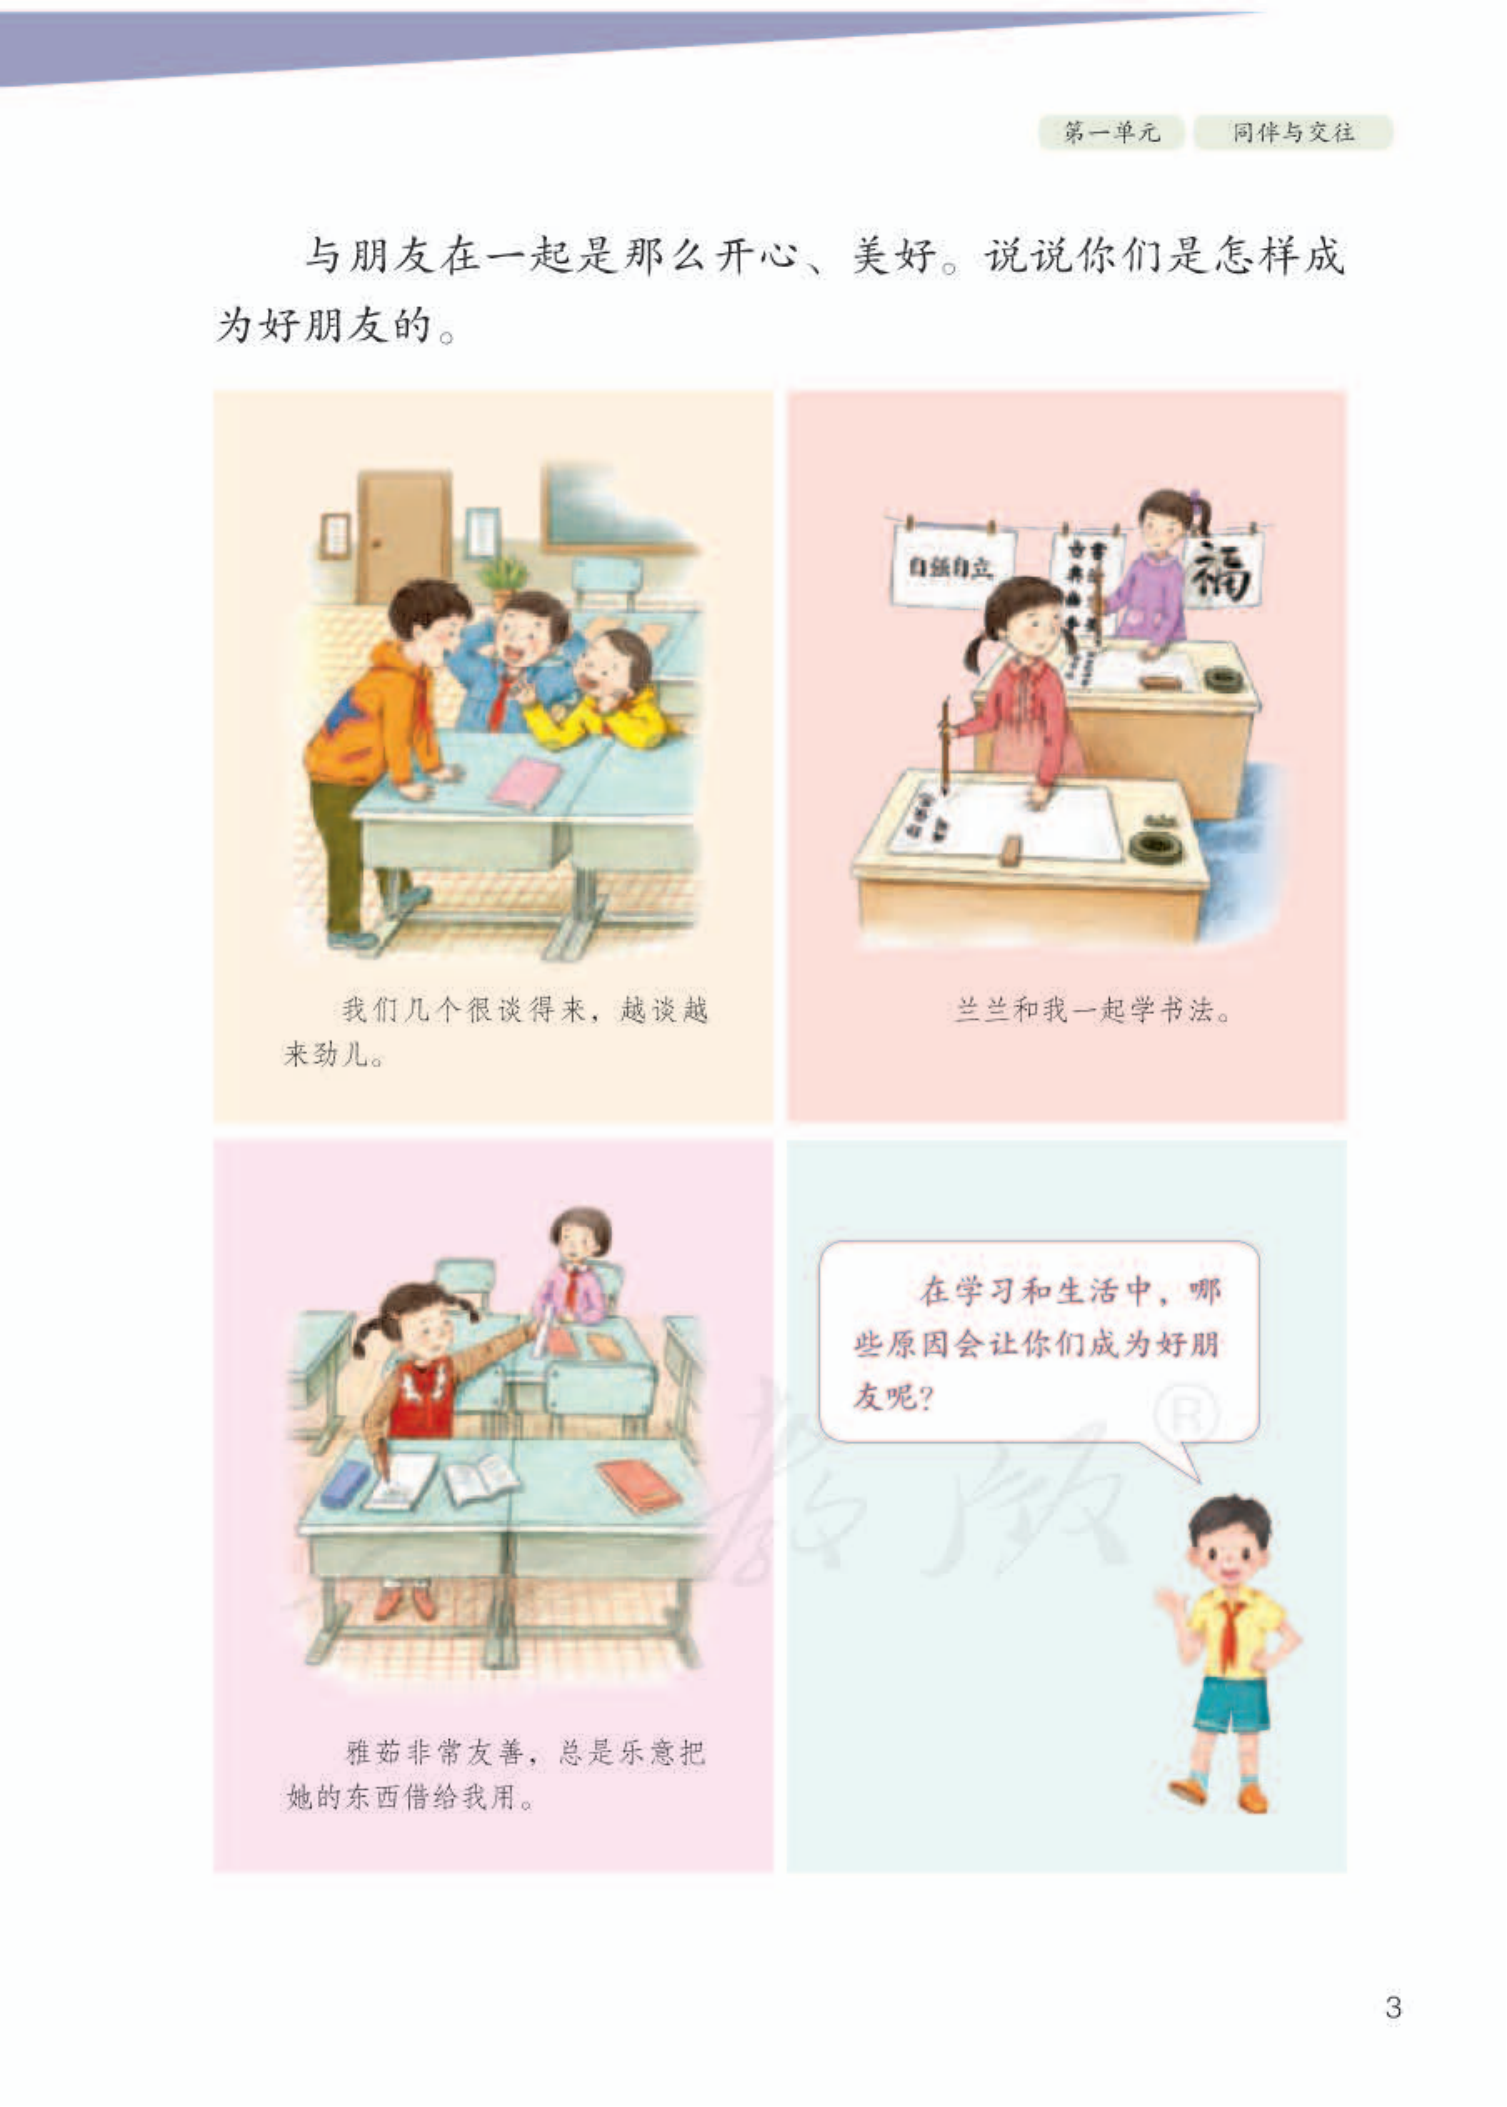 第一单元 同伴与交往
与朋友在一起是那么开心、美好。说说你们是怎样成
为好朋友的。
自强自立
福
我们几个很谈得来，越谈越
来劲儿。
兰兰和我一起学书法。
在学习和生活中，哪
些原因会让你们成为好朋
友呢？
雅茹非常友善，总是乐意把
她的东西借给我用。
3